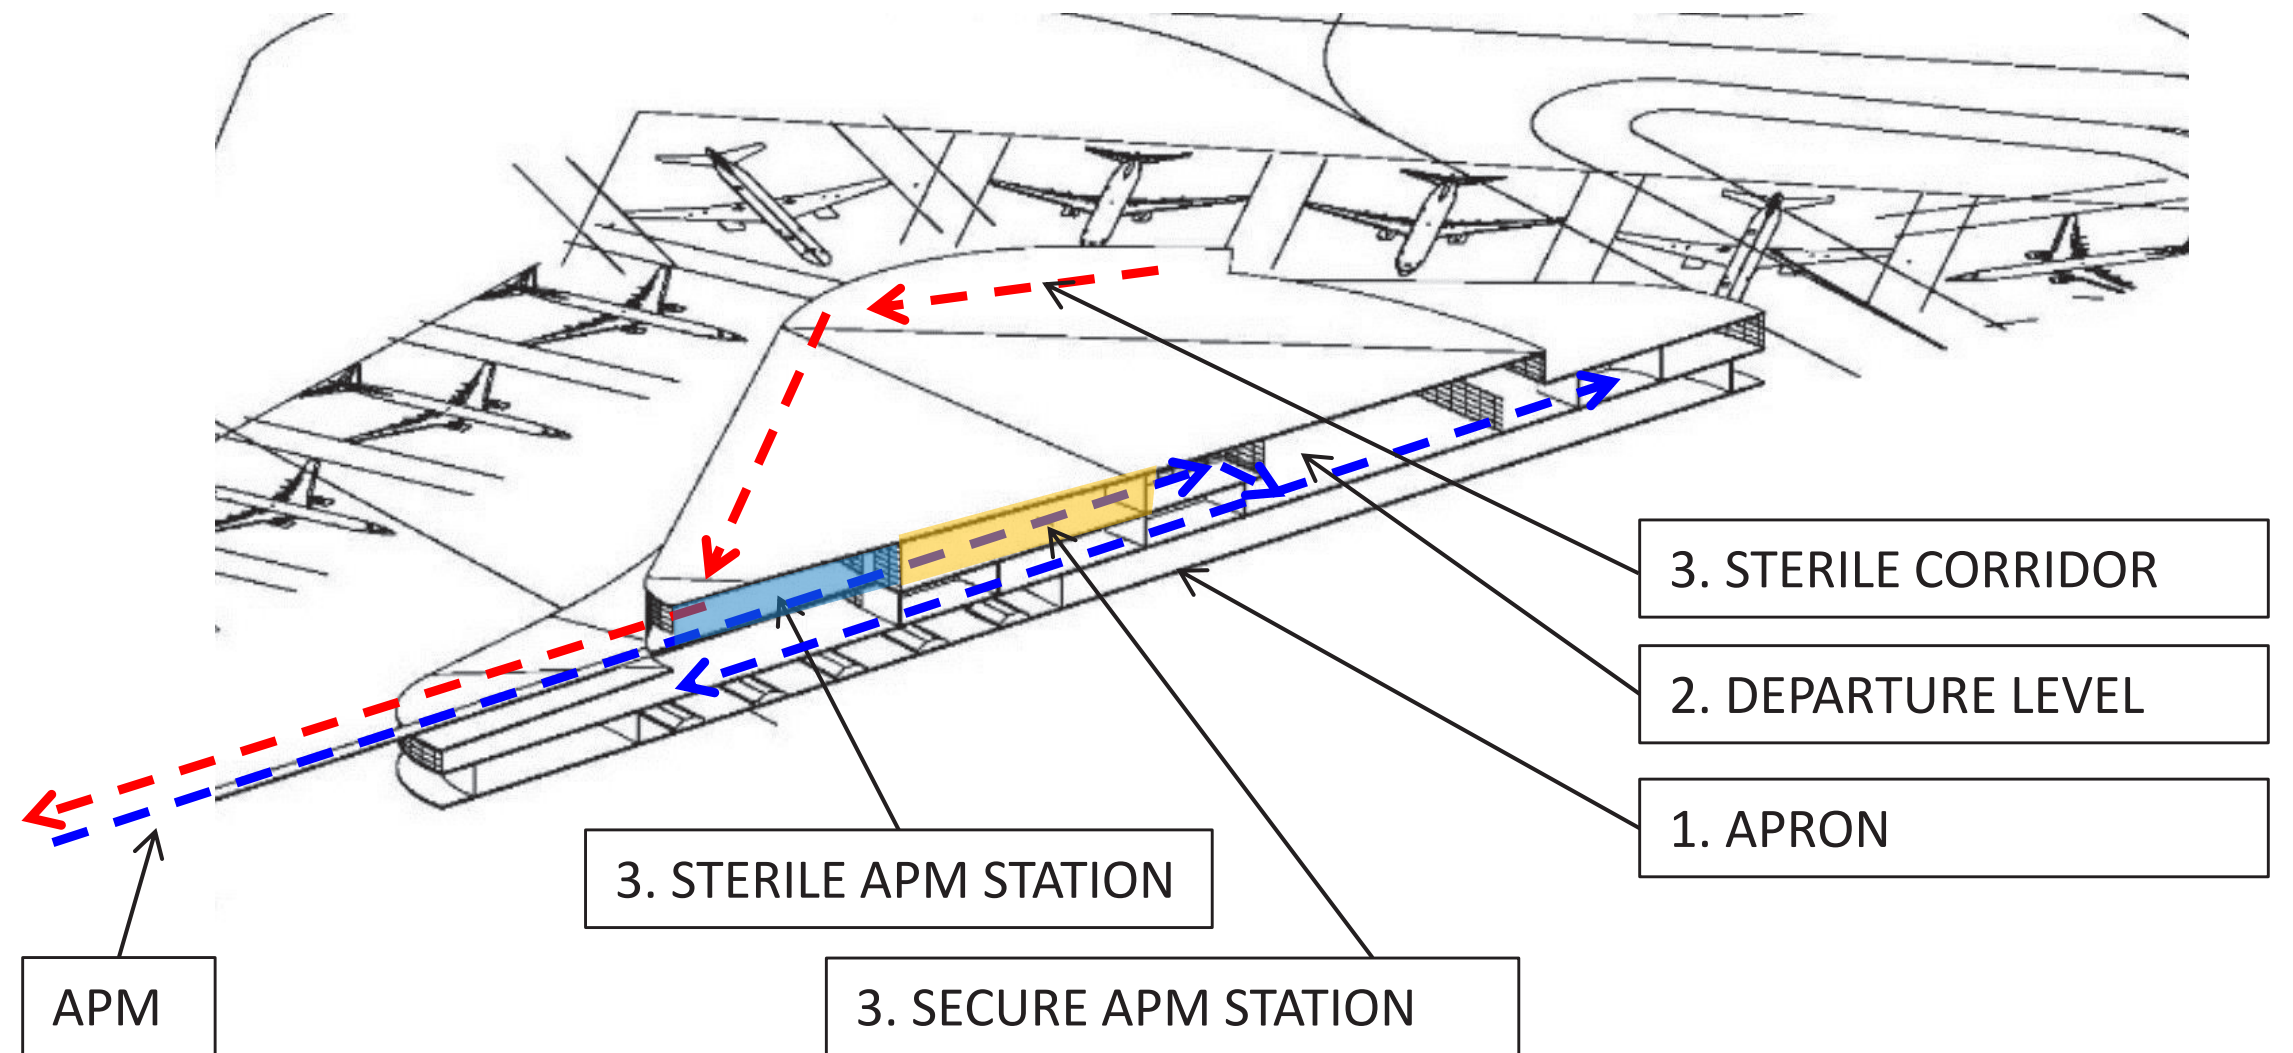 3. STERILE CORRIDOR
2. DEPARTURE LEVEL
1. APRON
3. STERILE APM STATION
APM
3. SECURE APM STATION